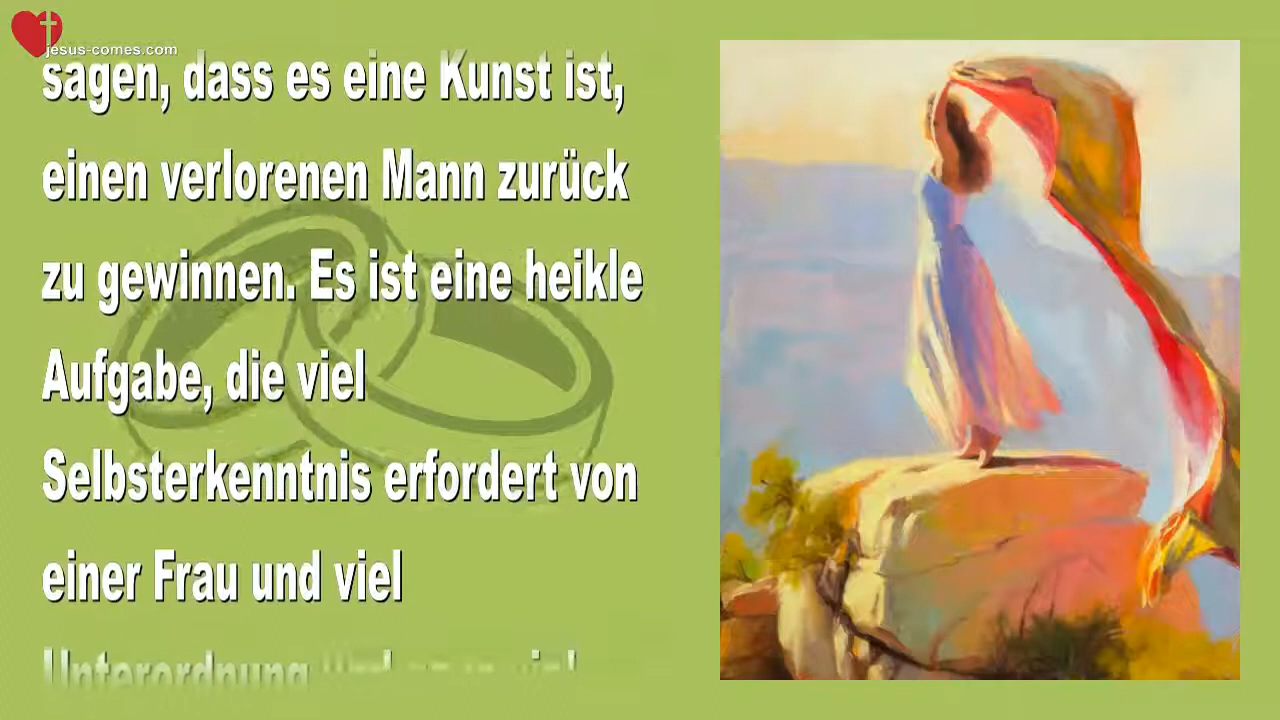 jesus-comes.com
sagen, dass es eine Kunst ist,
einen verlorenen Mann zurück
zu gewinnen. Es ist eine heikle
Aufgabe, die viel
Selbsterkenntnis erfordert von
einer Frau und viel
Unterordnung